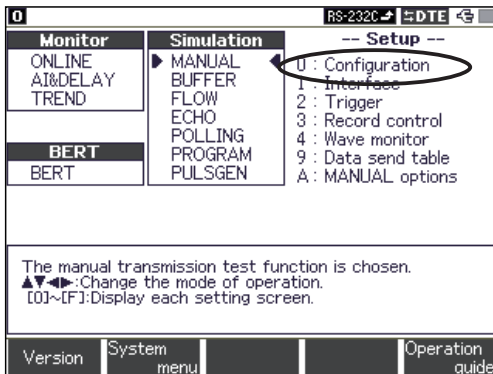 0 RS-232C DTE
Monitor
ONLINE
AI&DELAY
TREND
BERT
BERT
Simulation
MANUAL
BUFFER
FLOW
ECHO
POLLING
PROGRAM
PULSGEN
-- Setup --
0 : Configuration
1 : Interface
2 : Trigger
3 : Record control
4 : Wave monitor
9 : Data send table
A : MANUAL options
The manual transmission test function is chosen.
▲▼◀▶:Change the mode of operation.
[0]~[F]:Display each setting screen.
Version
System
menu
Operation
guide